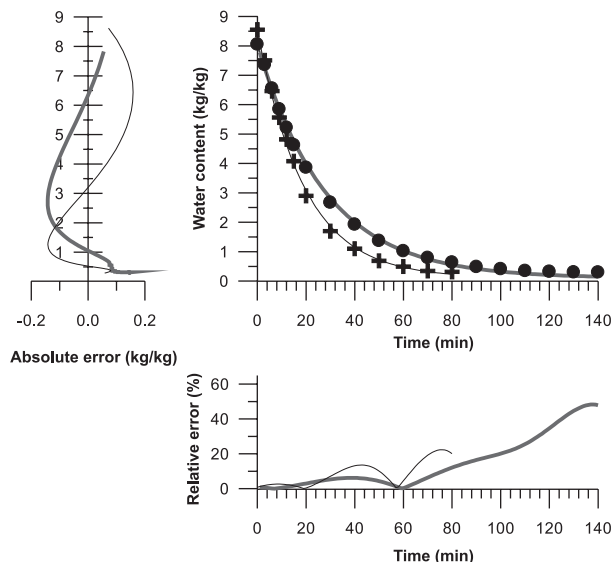 9
8
7
6
5
4
3
2
1
-0.2 0.0 0.2
Absolute error (kg/kg)
Water content (kg/kg)
9
8
7
6
5
4
3
2
1
0
0 20 40 60 80 100 120 140
Time (min)
Relative error (%)
60
40
20
0
0 20 40 60 80 100 120 140
Time (min)